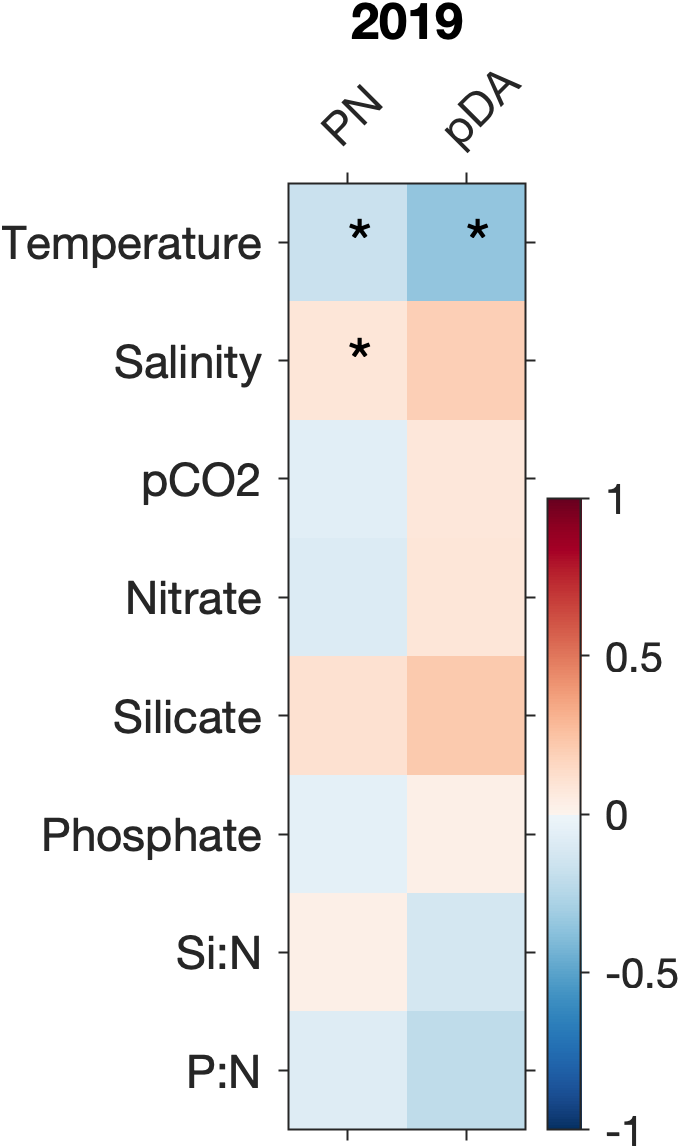 2019
PN pDA
Temperature * *
Salinity *
pCO2
Nitrate
Silicate
Phosphate
Si:N
P:N
1
0.5
0
-0.5
-1